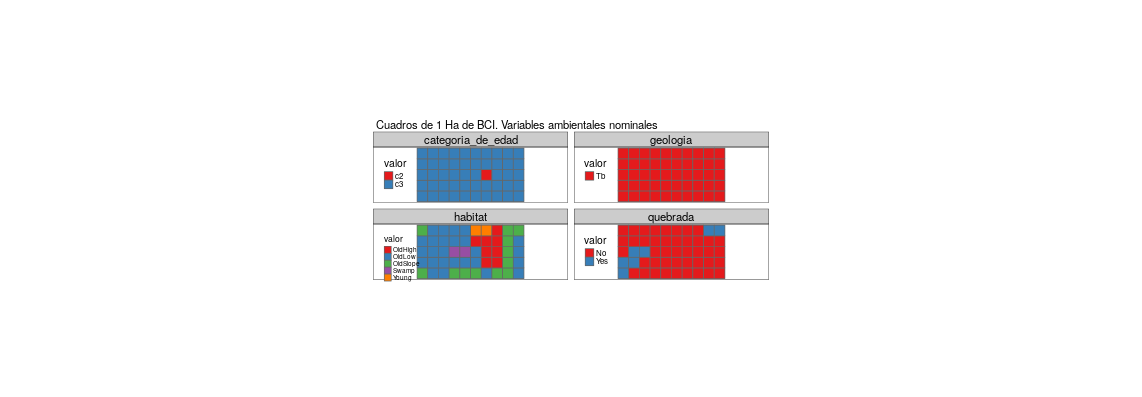 Cuadros de 1 Ha de BCI. Variables ambientales nominales
categoria_de_edad
valor
c2
c3
geologia
valor
Tb
habitat
valor
OldHigh
OldLow
OldSlope
Swamp
Young
quebrada
valor
No
Yes